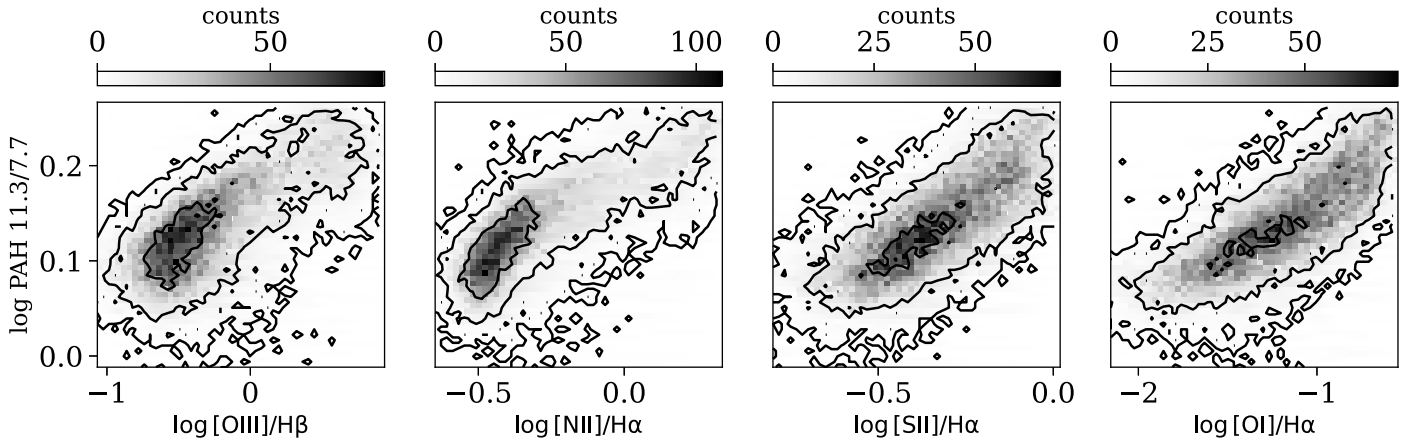 counts counts counts counts
0 50 0 50 100 0 25 50 0 25 50
log PAH 11.3/7.7
0.2
0.1
0.0
−1 0 −0.5 0.0 −0.5 0.0 −2 −1
log [OIII]/Hβ log [NII]/Hα log [SII]/Hα log [OI]/Hα